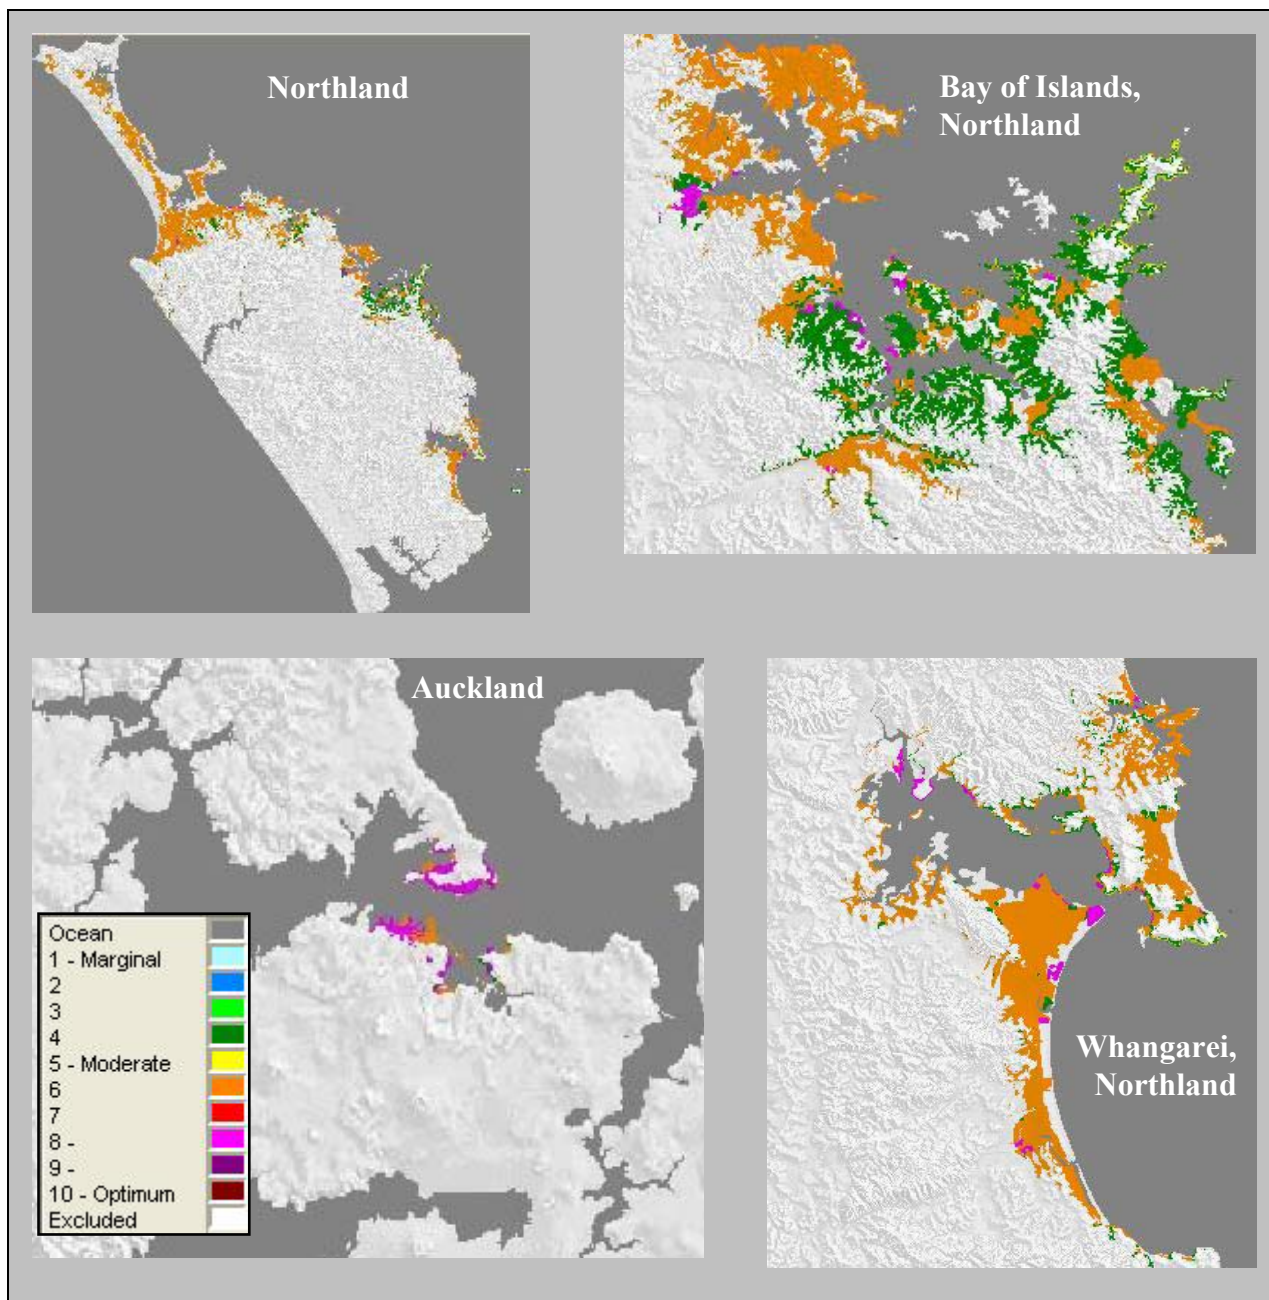 Northland
Bay of Islands,
Northland
Auckland
Whangarei,
Northland
Ocean
1 - Marginal
2
3
4
5 - Moderate
6
7
8 -
9 -
10 - Optimum
Excluded